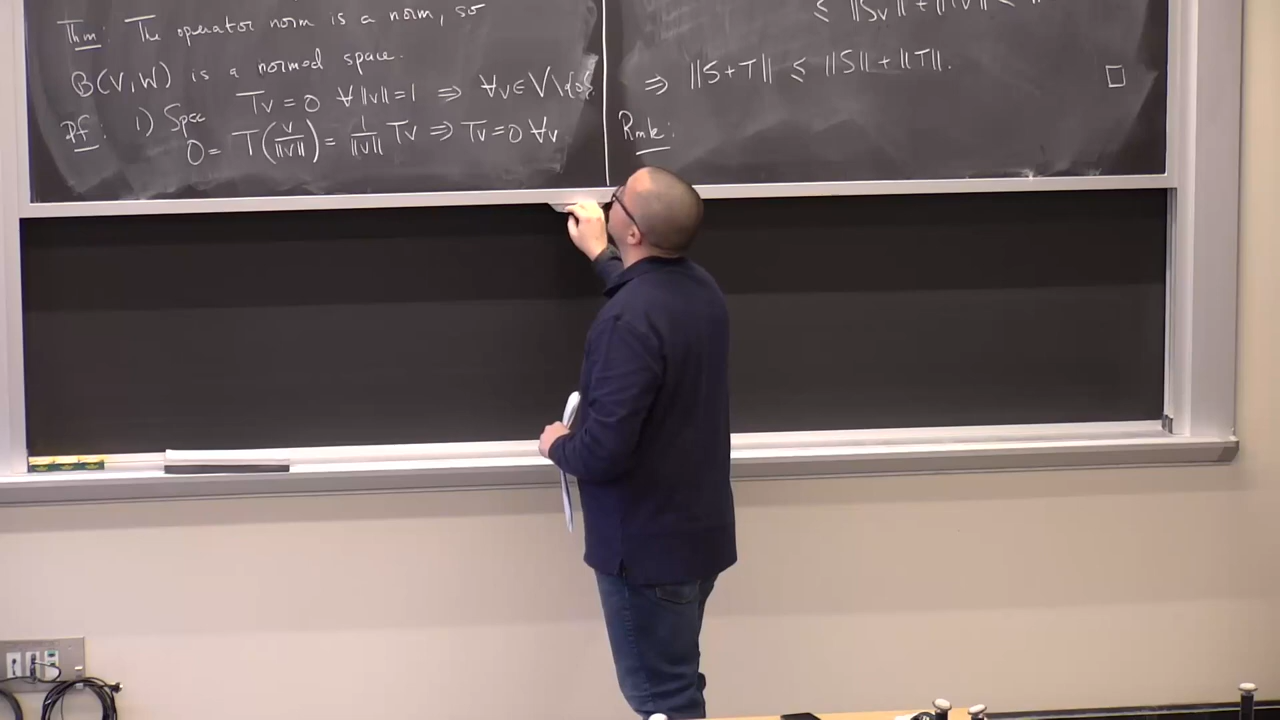 Thm: The operator norm is a norm, so
B(V,W) is a normed space.
Pf: 1) Spse Tv = 0 ∀ ||v||=1 ⇒ ∀v∈V\{0}
0 = T(v/||v||) = 1/||v|| Tv ⇒ Tv=0 ∀v
≤ ||Sv|| + ||Tv|| ≤
⇒ ||S+T|| ≤ ||S|| + ||T||. □
Rmk: